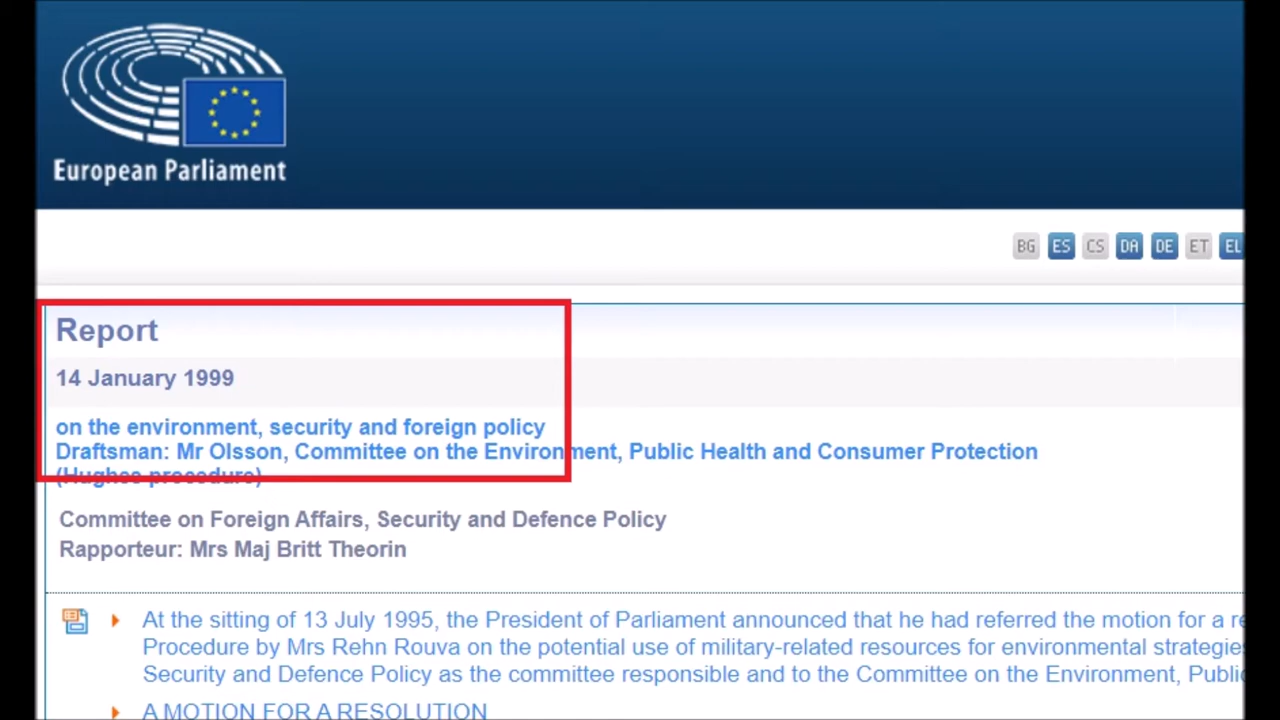 European Parliament
BG ES CS DA DE ET EL
Report
14 January 1999
on the environment, security and foreign policy
Draftsman: Mr Olsson, Committee on the Environment, Public Health and Consumer Protection
(Hughes procedure)
Committee on Foreign Affairs, Security and Defence Policy
Rapporteur: Mrs Maj Britt Theorin
At the sitting of 13 July 1995, the President of Parliament announced that he had referred the motion for a
Procedure by Mrs Rehn Rouva on the potential use of military-related resources for environmental strategies
Security and Defence Policy as the committee responsible and to the Committee on the Environment,
A MOTION FOR A RESOLUTION